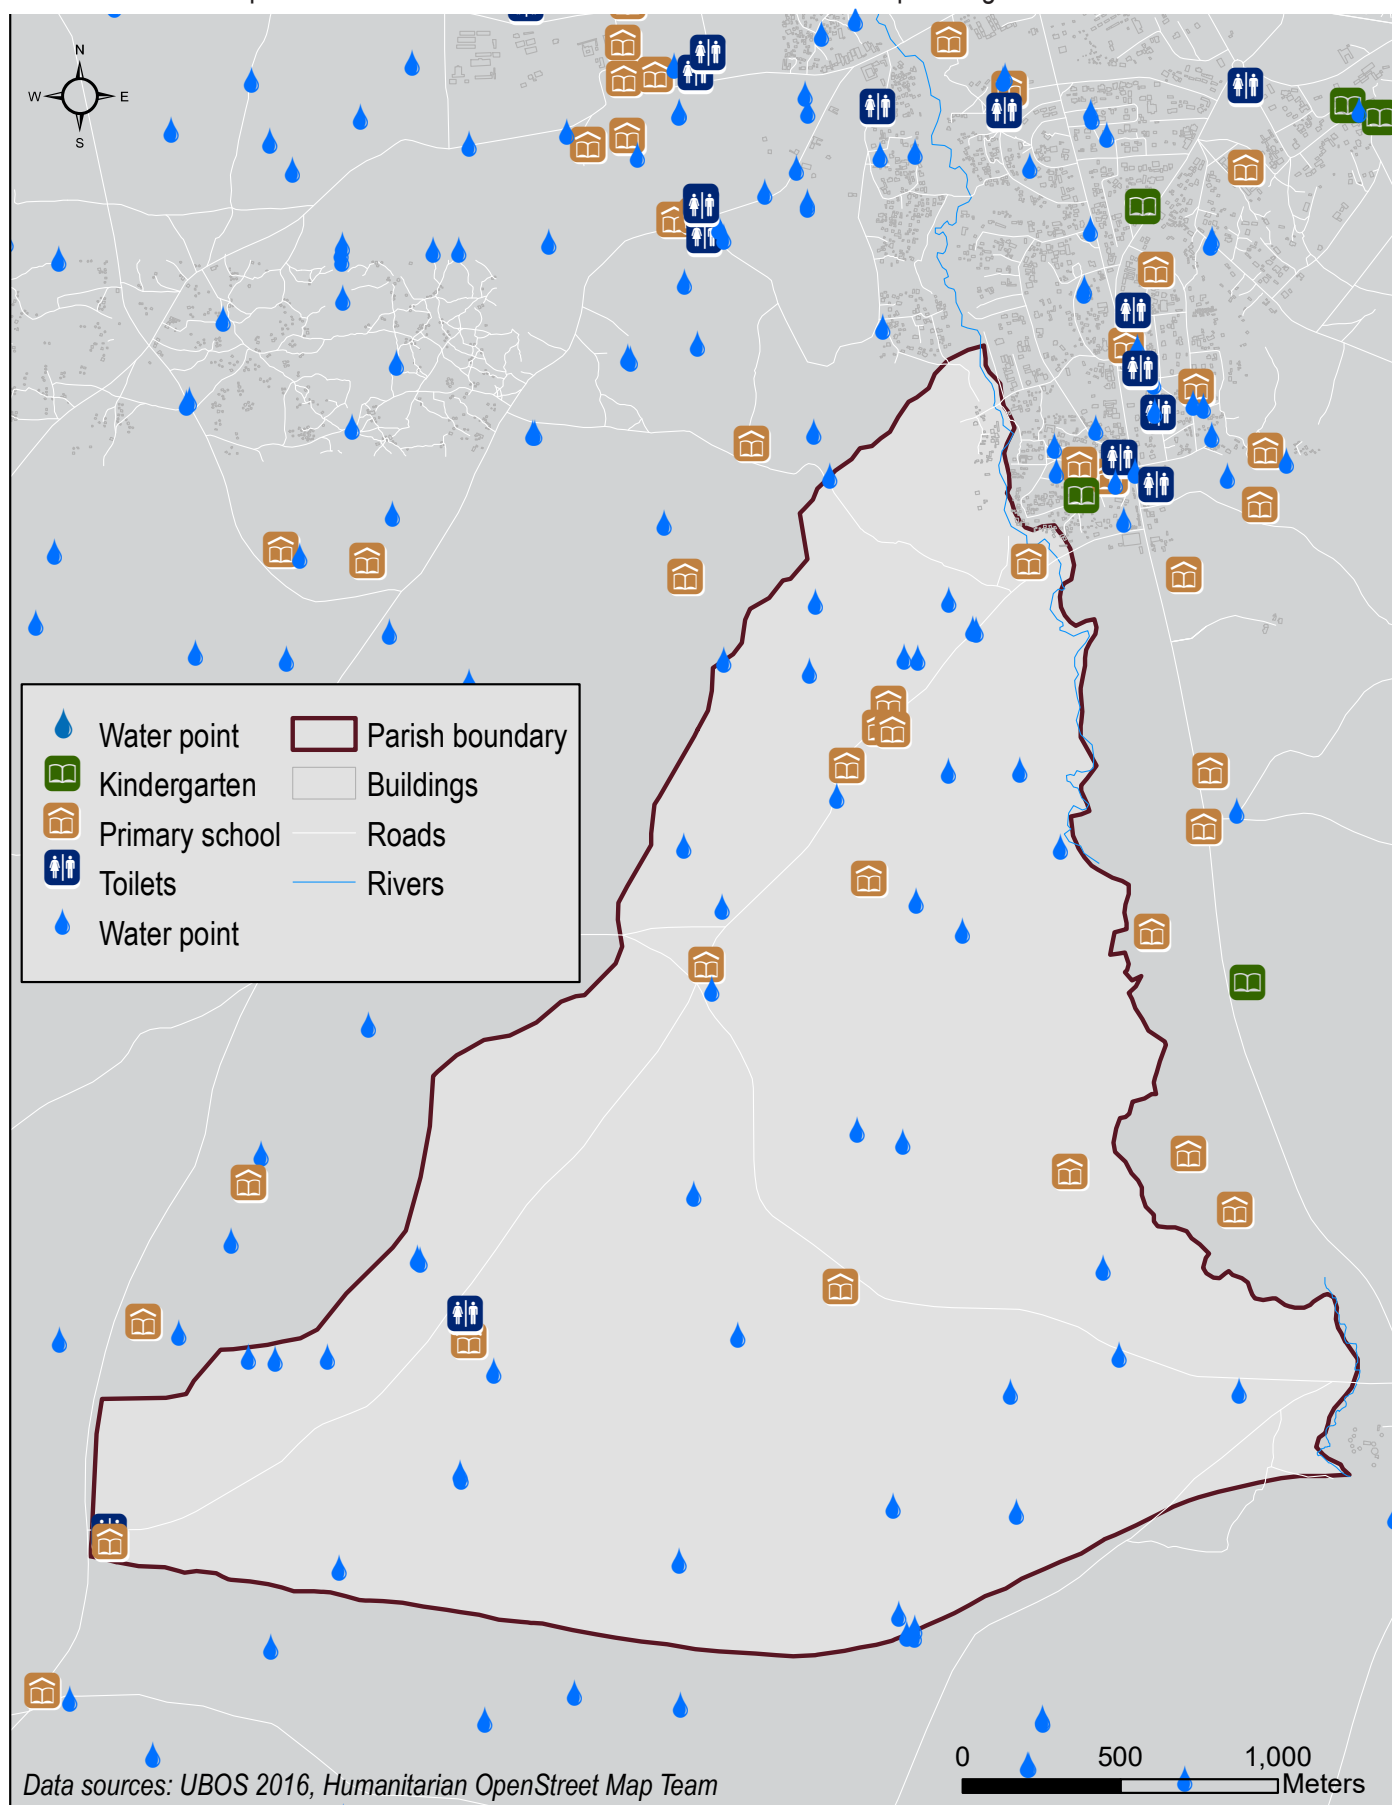 N
W E
S
Water point
Kindergarten
Primary school
Toilets
Water point
Parish boundary
Buildings
Roads
Rivers
0 500 1,000
Meters
Data sources: UBOS 2016, Humanitarian OpenStreet Map Team